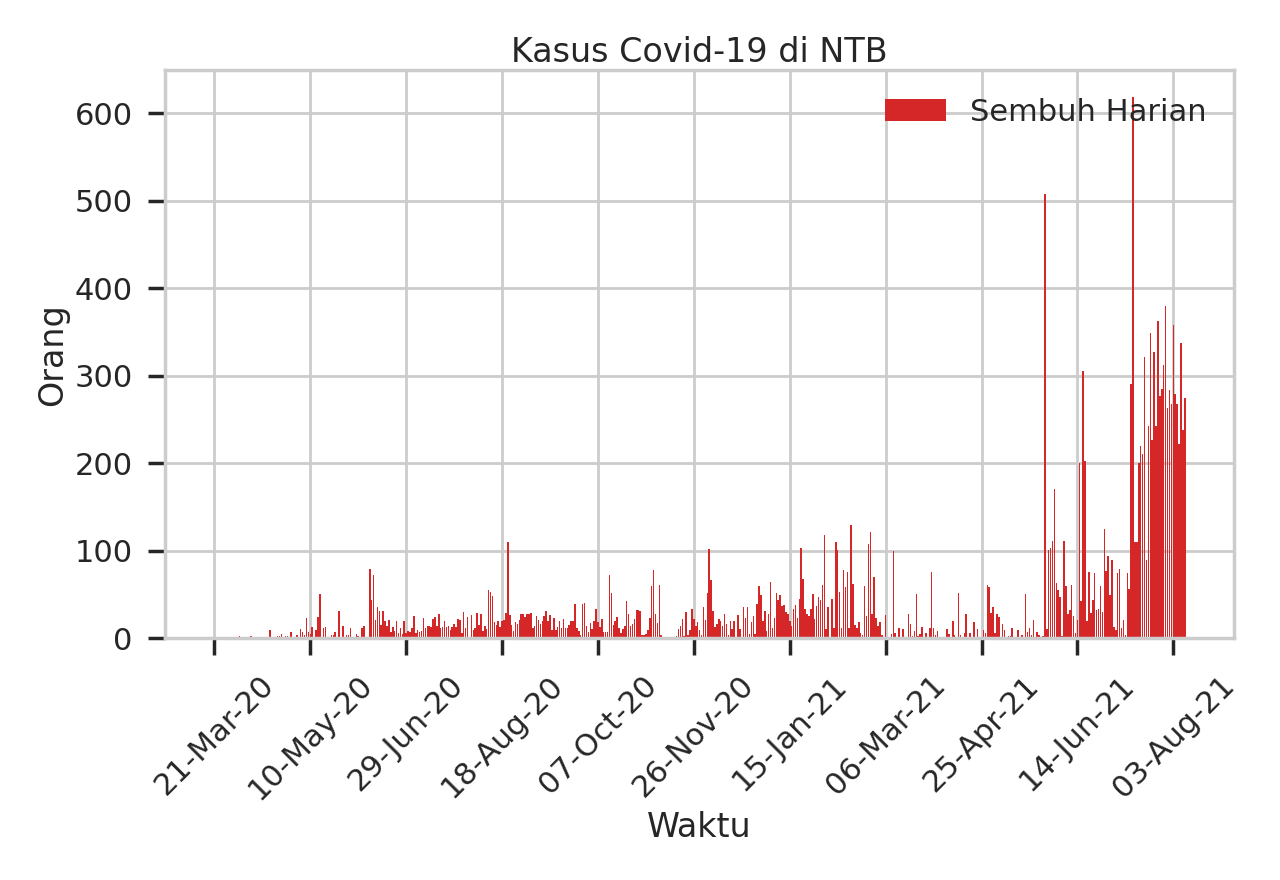 Kasus Covid-19 di NTB
Sembuh Harian
Orang
600
500
400
300
200
100
0
21-Mar-20
10-May-20
29-Jun-20
18-Aug-20
07-Oct-20
26-Nov-20
15-Jan-21
06-Mar-21
25-Apr-21
14-Jun-21
03-Aug-21
Waktu